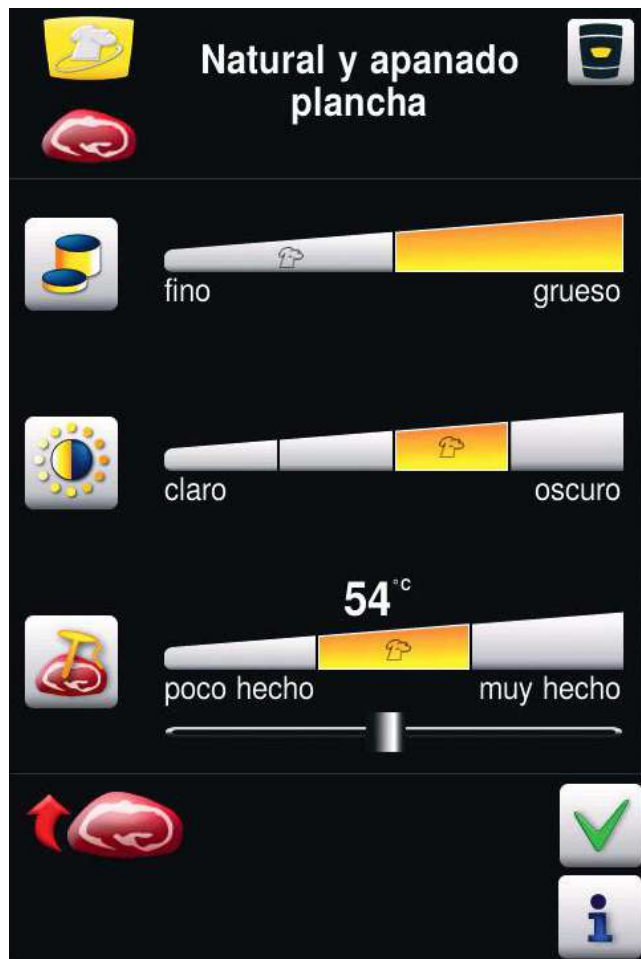 Natural y apanado
plancha
fino
grueso
claro
oscuro
54°C
poco hecho
muy hecho
i